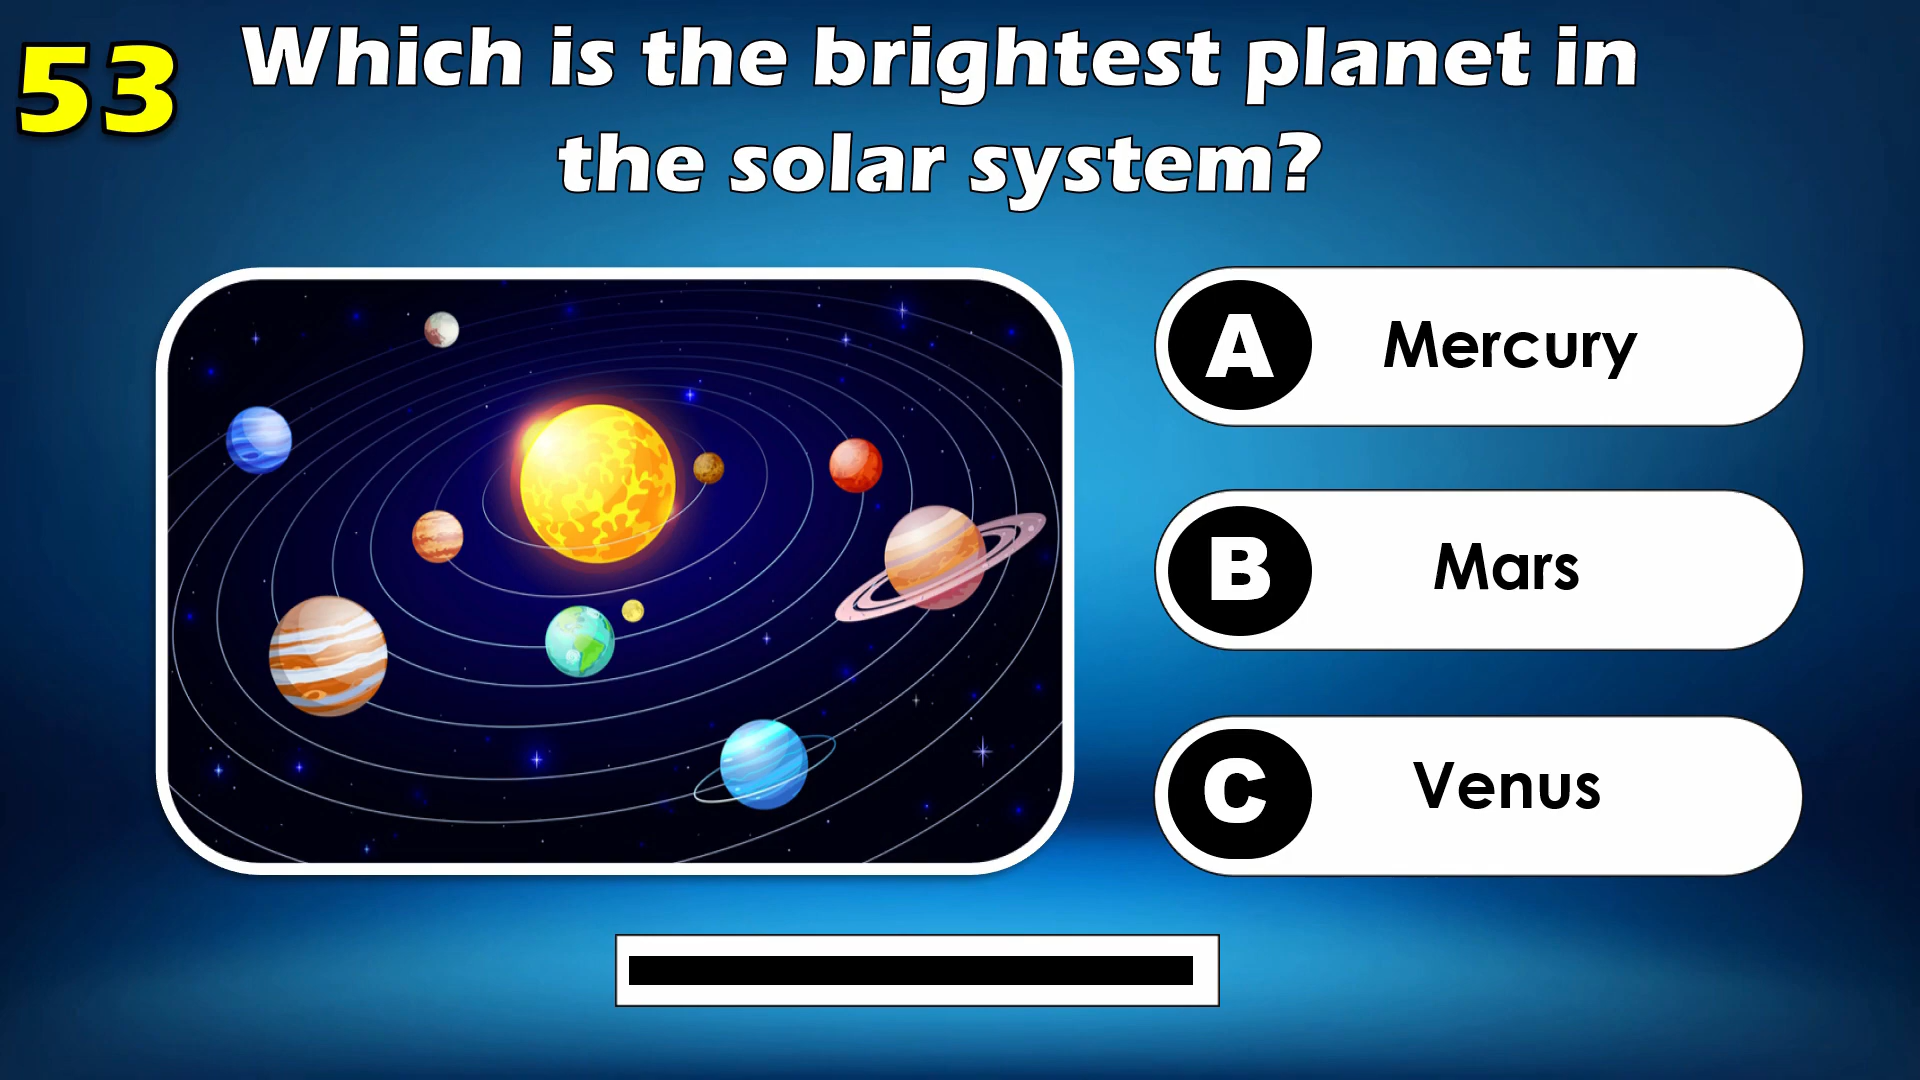 53
Which is the brightest planet in
the solar system?
A Mercury
B Mars
C Venus